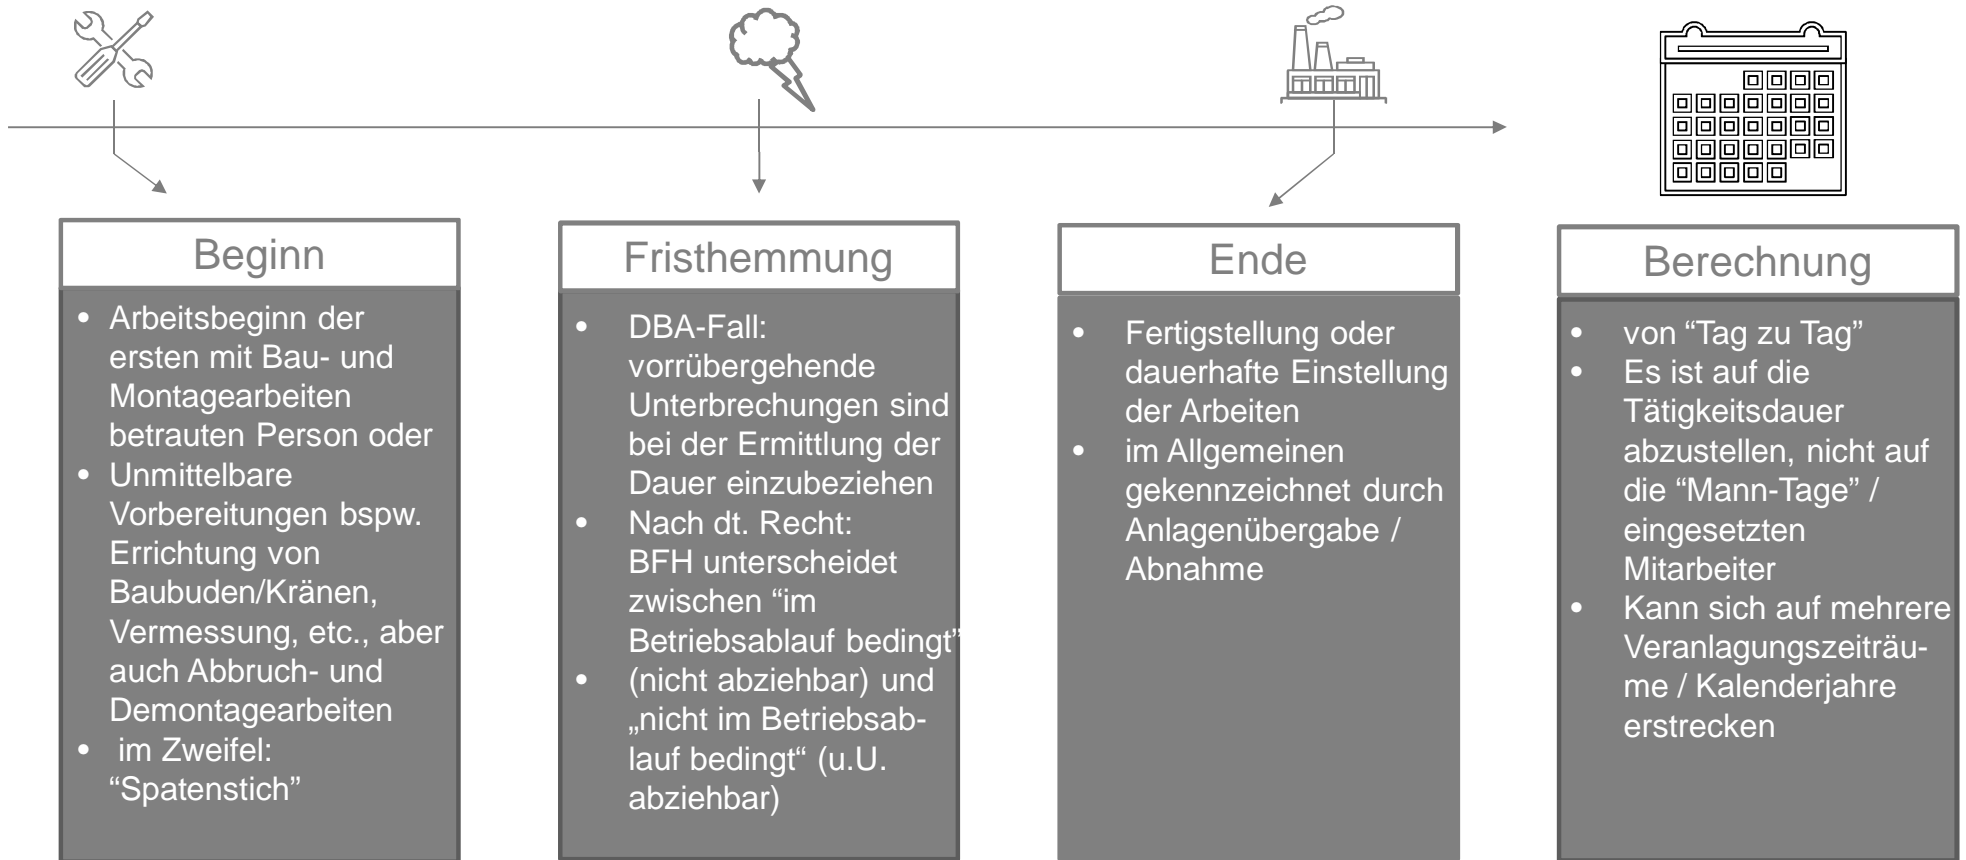 Beginn
• Arbeitsbeginn der
ersten mit Bau- und
Montagearbeiten
betrauten Person oder
• Unmittelbare
Vorbereitungen bspw.
Errichtung von
Baubuden/Kränen,
Vermessung, etc., aber
auch Abbruch- und
Demontagearbeiten
• im Zweifel:
“Spatenstich”
Fristhemmung
• DBA-Fall:
vorrübergehende
Unterbrechungen sind
bei der Ermittlung der
Dauer einzubeziehen
• Nach dt. Recht:
BFH unterscheidet
zwischen “im
Betriebsablauf bedingt”
• (nicht abziehbar) und
„nicht im Betriebsab-
lauf bedingt“ (u.U.
abziehbar)
Ende
• Fertigstellung oder
dauerhafte Einstellung
der Arbeiten
• im Allgemeinen
gekennzeichnet durch
Anlagenübergabe /
Abnahme
Berechnung
• von “Tag zu Tag”
• Es ist auf die
Tätigkeitsdauer
abzustellen, nicht auf
die “Mann-Tage” /
eingesetzten
Mitarbeiter
• Kann sich auf mehrere
Veranlagungszeiträu-
me / Kalenderjahre
erstrecken